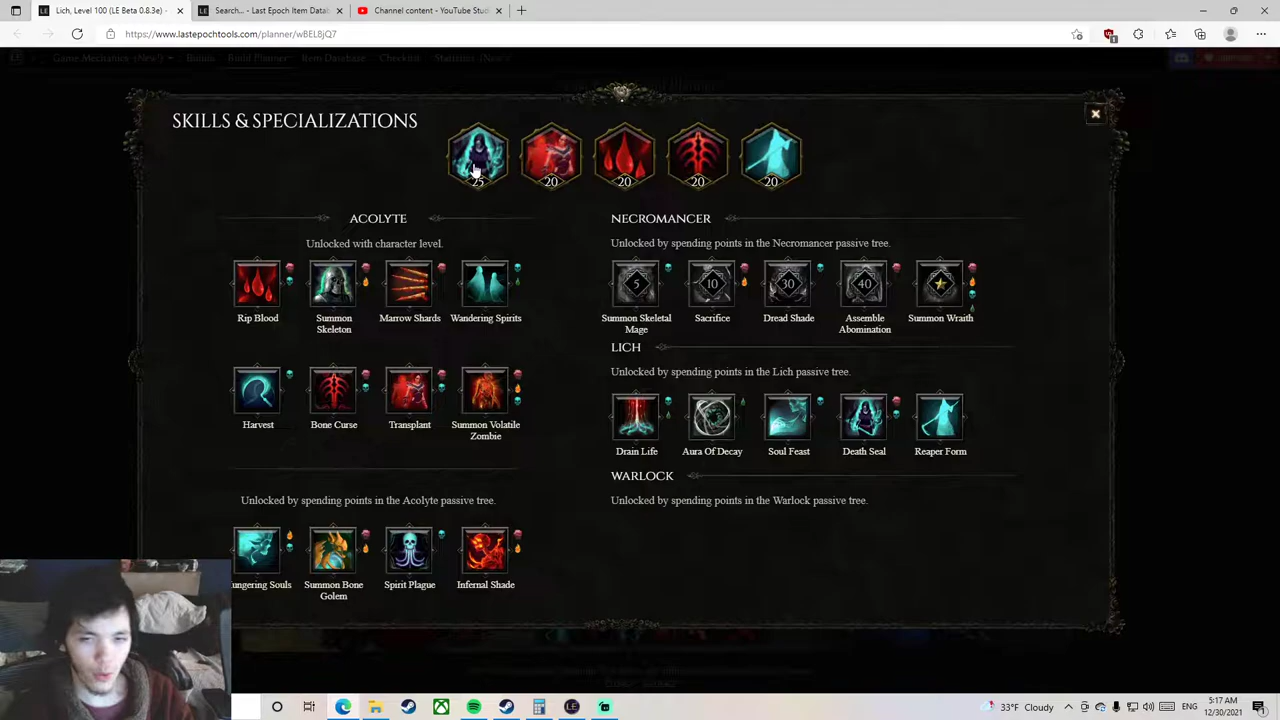 Lich, Level 100 (LE Beta 0.8.3e)
Search... - Last Epoch Item Datab
Channel content - YouTube Stud
https://www.lastepochtools.com/planner/wBEL8jQ7
SKILLS & SPECIALIZATIONS
25 20 20 20 20
ACOLYTE
Unlocked with character level.
Rip Blood
Summon Skeleton
Marrow Shards
Wandering Spirits
Harvest
Bone Curse
Transplant
Summon Volatile Zombie
Unlocked by spending points in the Acolyte passive tree.
ungering Souls
Summon Bone Golem
Spirit Plague
Infernal Shade
NECROMANCER
Unlocked by spending points in the Necromancer passive tree.
5 10 30 40
Summon Skeletal Mage
Sacrifice
Dread Shade
Assemble Abomination
Summon Wraith
LICH
Unlocked by spending points in the Lich passive tree.
Drain Life
Aura Of Decay
Soul Feast
Death Seal
Reaper Form
WARLOCK
Unlocked by spending points in the Warlock passive tree.
33°F Cloudy
5:17 AM
12/30/2021